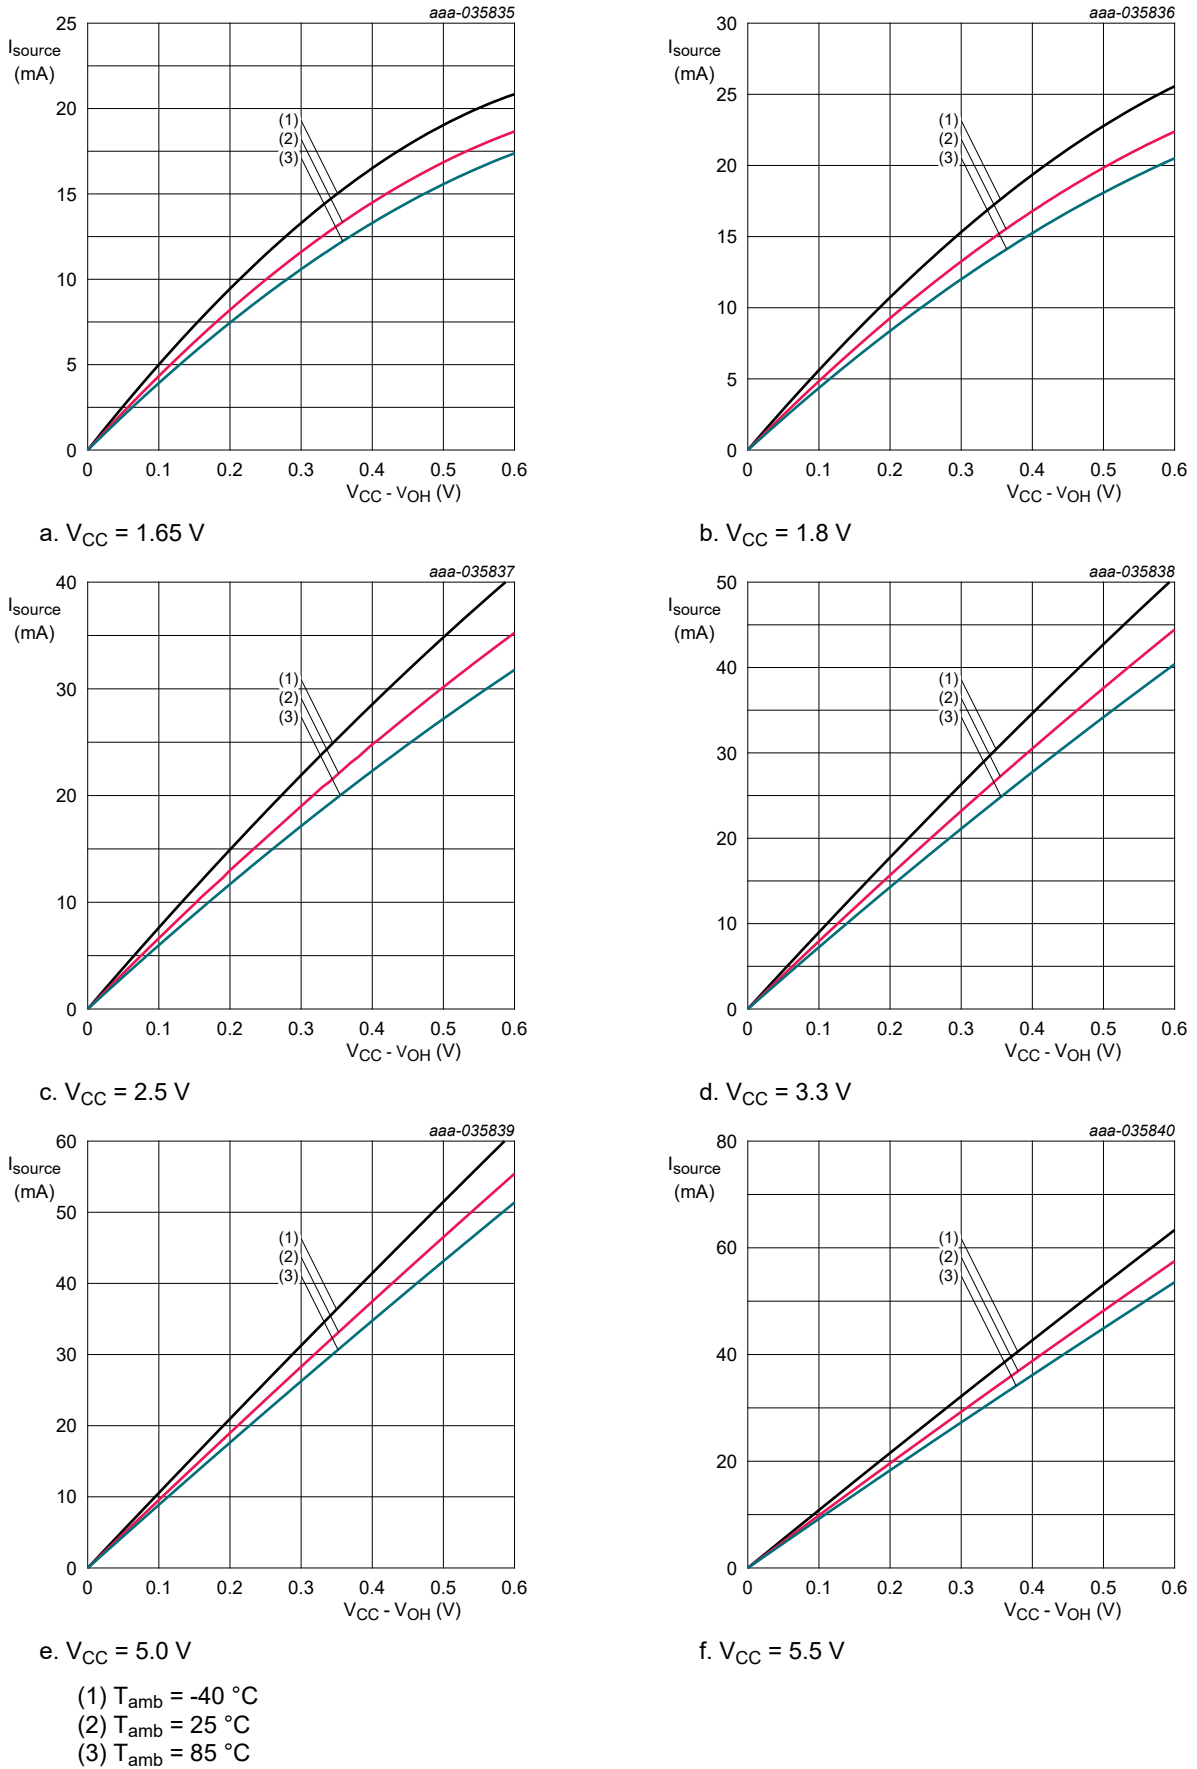 aaa-035835
25
Isource
(mA)
20
15
10
5
0
(1)
(2)
(3)
0 0.1 0.2 0.3 0.4 0.5 0.6
VCC - VOH (V)
a. VCC = 1.65 V
aaa-035836
30
Isource
(mA)
25
20
15
10
5
0
(1)
(2)
(3)
0 0.1 0.2 0.3 0.4 0.5 0.6
VCC - VOH (V)
b. VCC = 1.8 V
aaa-035837
40
Isource
(mA)
30
20
10
0
(1)
(2)
(3)
0 0.1 0.2 0.3 0.4 0.5 0.6
VCC - VOH (V)
c. VCC = 2.5 V
aaa-035838
50
Isource
(mA)
40
30
20
10
0
(1)
(2)
(3)
0 0.1 0.2 0.3 0.4 0.5 0.6
VCC - VOH (V)
d. VCC = 3.3 V
aaa-035839
60
Isource
(mA)
50
40
30
20
10
0
(1)
(2)
(3)
0 0.1 0.2 0.3 0.4 0.5 0.6
VCC - VOH (V)
e. VCC = 5.0 V
aaa-035840
80
Isource
(mA)
60
40
20
0
(1)
(2)
(3)
0 0.1 0.2 0.3 0.4 0.5 0.6
VCC - VOH (V)
f. VCC = 5.5 V
(1) Tamb = -40 °C
(2) Tamb = 25 °C
(3) Tamb = 85 °C